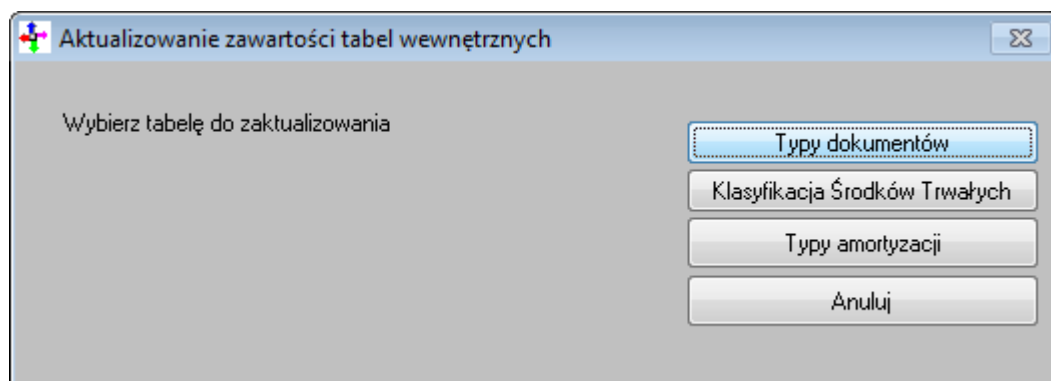 Aktualizowanie zawartości tabel wewnętrznych
Wybierz tabelę do zaktualizowania
Typy dokumentów
Klasyfikacja Środków Trwałych
Typy amortyzacji
Anuluj